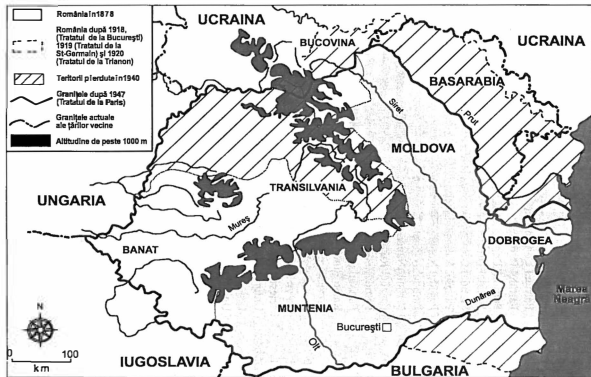 România în 1878
România după 1918,
(Tratatul de la București)
1919 (Tratatul de la
St-Germain) și 1920
(Tratatul de la Trianon)
Teritorii pierdute în 1940
Granițele după 1947
(Tratatul de la Paris)
Granițele actuale
ale țărilor vecine
Altitudine de peste 1000 m
UCRAINA
BUCOVINA
UCRAINA
BASARABIA
Siret
Prut
MOLDOVA
TRANSILVANIA
UNGARIA
Mureș
BANAT
DOBROGEA
Marea
Neagră
MUNTENIA
Dunărea
București
Olt
N
0 100
km
IUGOSLAVIA
BULGARIA